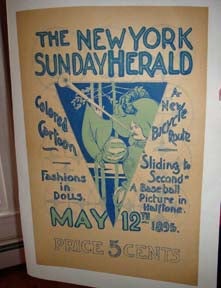 THE NEW YORK
SUNDAY HERALD
Colored
Cartoon
Fashions
in
DOLLS.
A
New
Bicycle
Route
Sliding to
Second
A Baseball
Picture in
Halftone.
MAY 12TH 1895.
PRICE 5 CENTS